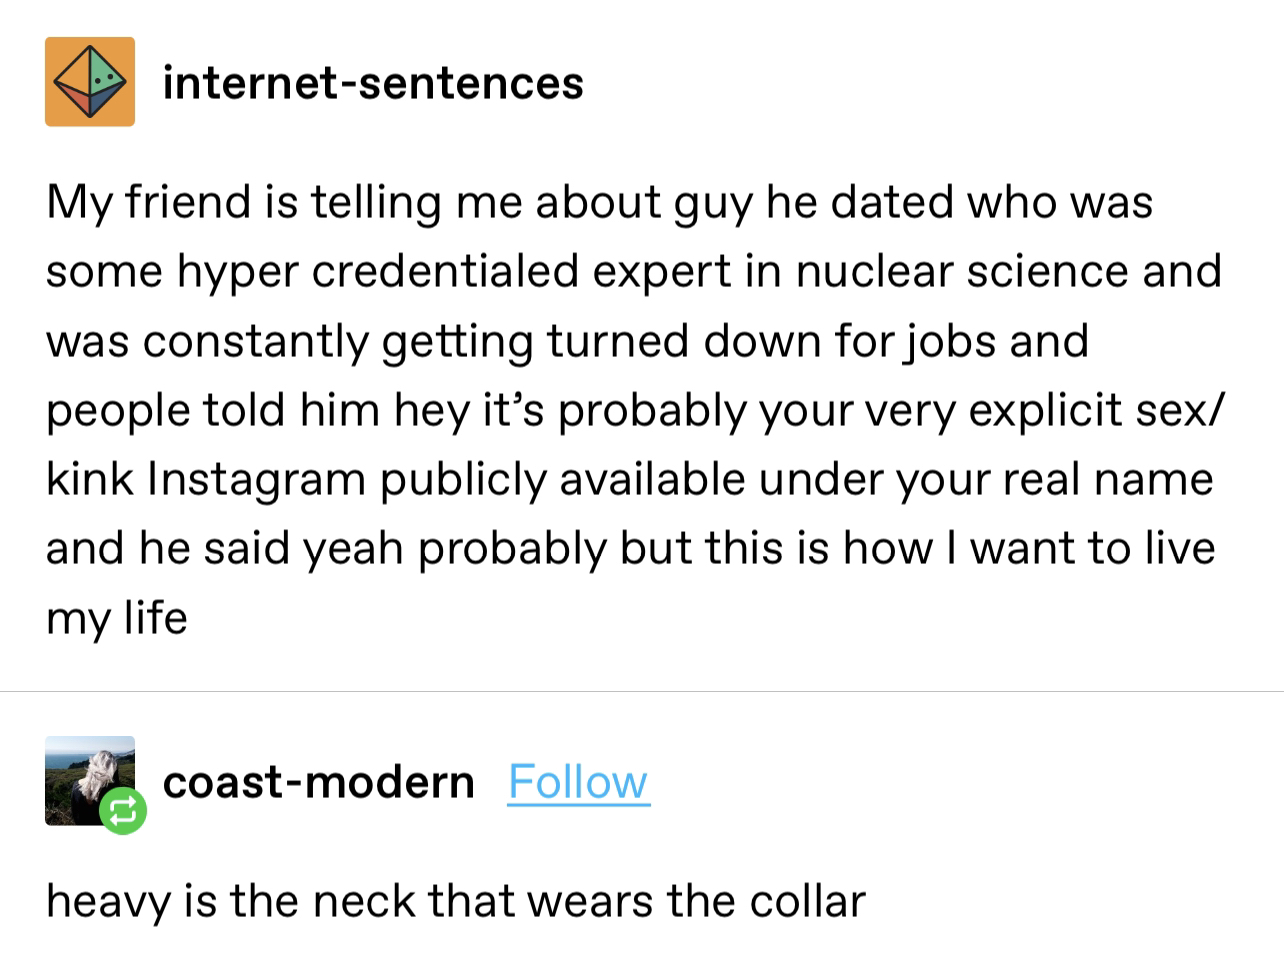 internet-sentences
My friend is telling me about guy he dated who was
some hyper credentialed expert in nuclear science and
was constantly getting turned down for jobs and
people told him hey it’s probably your very explicit sex/
kink Instagram publicly available under your real name
and he said yeah probably but this is how I want to live
my life
coast-modern Follow
heavy is the neck that wears the collar